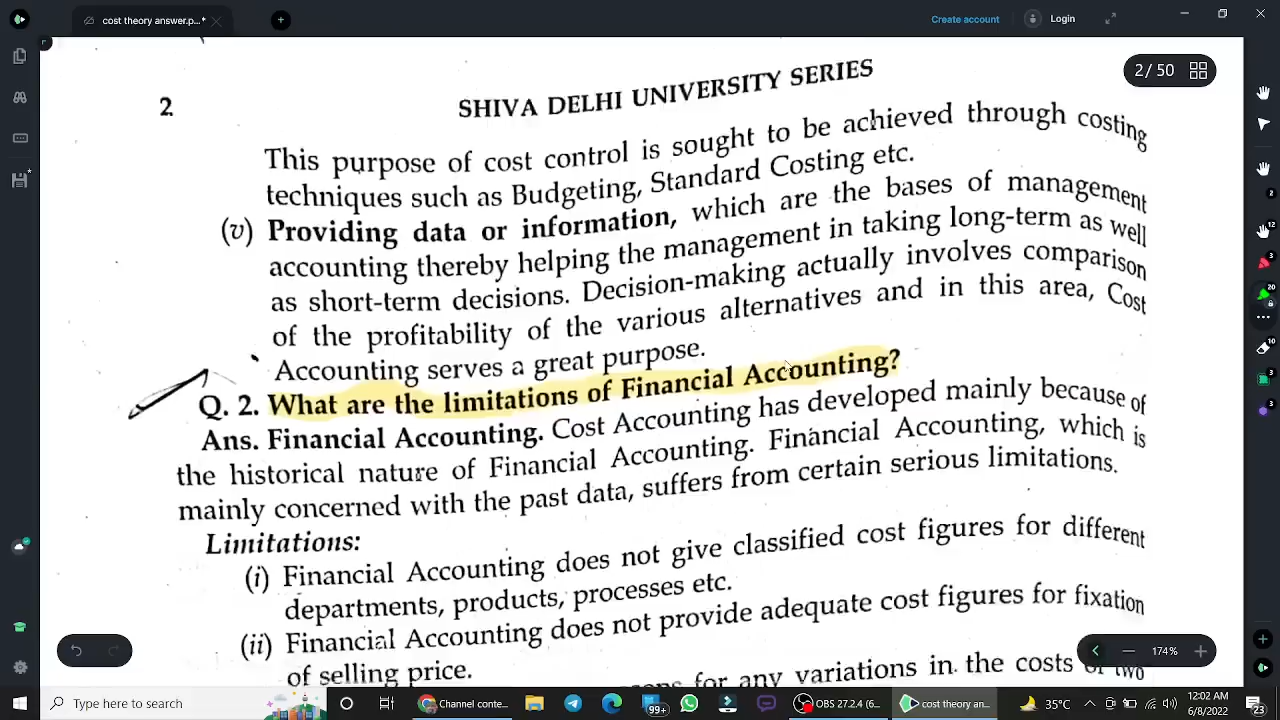 cost theory answer.p...*
Create account
Login
2/50
2
SHIVA DELHI UNIVERSITY SERIES
This purpose of cost control is sought to be achieved through costing
techniques such as Budgeting, Standard Costing etc.
(v) Providing data or information, which are the bases of management
accounting thereby helping the management in taking long-term as well
as short-term decisions. Decision-making actually involves comparison
of the profitability of the various alternatives and in this area, Cost
Accounting serves a great purpose.
Q. 2. What are the limitations of Financial Accounting?
Ans. Financial Accounting. Cost Accounting has developed mainly because of
the historical nature of Financial Accounting. Financial Accounting, which is
mainly concerned with the past data, suffers from certain serious limitations.
Limitations:
(i) Financial Accounting does not give classified cost figures for different
departments, products, processes etc.
(ii) Financial Accounting does not provide adequate cost figures for fixation
of selling price.
for any variations in the costs of two
174%
Type here to search
Channel conte...
99+
OBS 27.2.4 (6...
cost theory an...
35°C
12:02 AM
6/8/2022